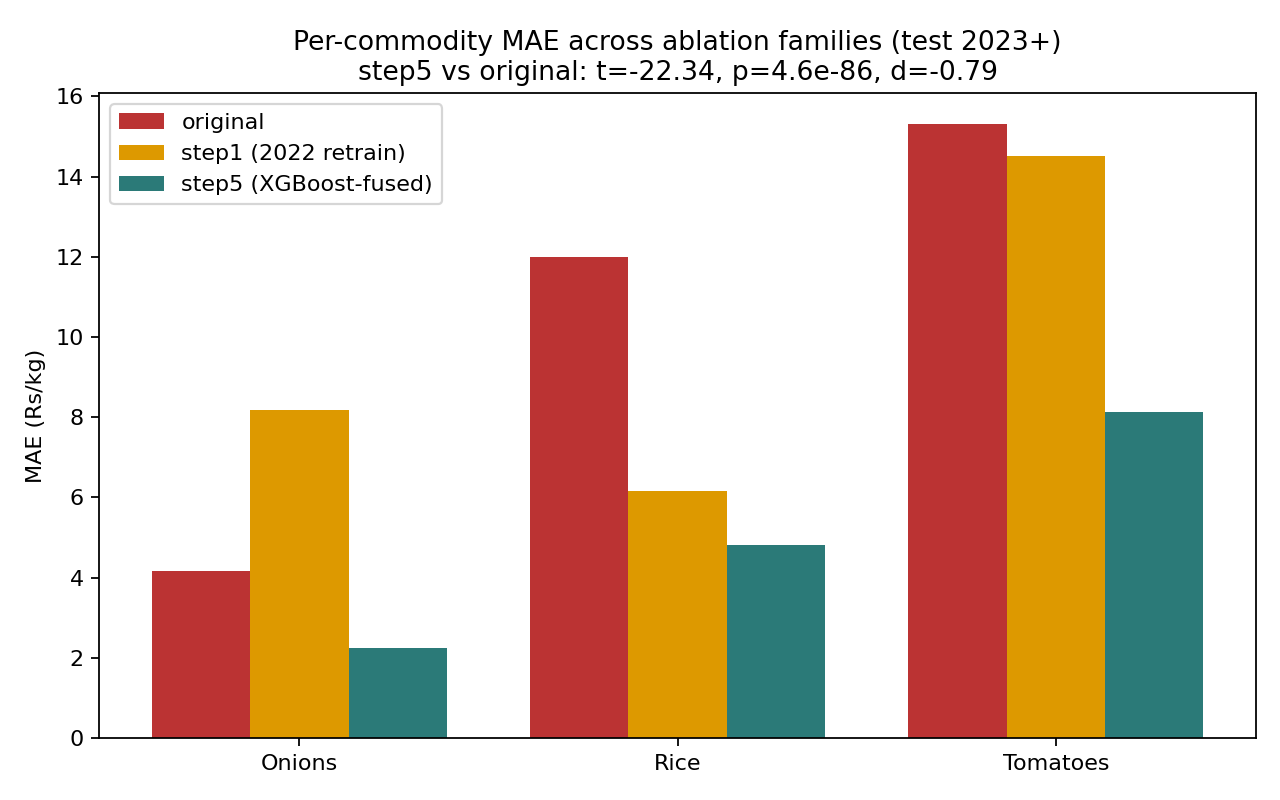 Per-commodity MAE across ablation families (test 2023+)
step5 vs original: t=-22.34, p=4.6e-86, d=-0.79
original
step1 (2022 retrain)
step5 (XGBoost-fused)
MAE (Rs/kg)
16
14
12
10
8
6
4
2
0
Onions
Rice
Tomatoes